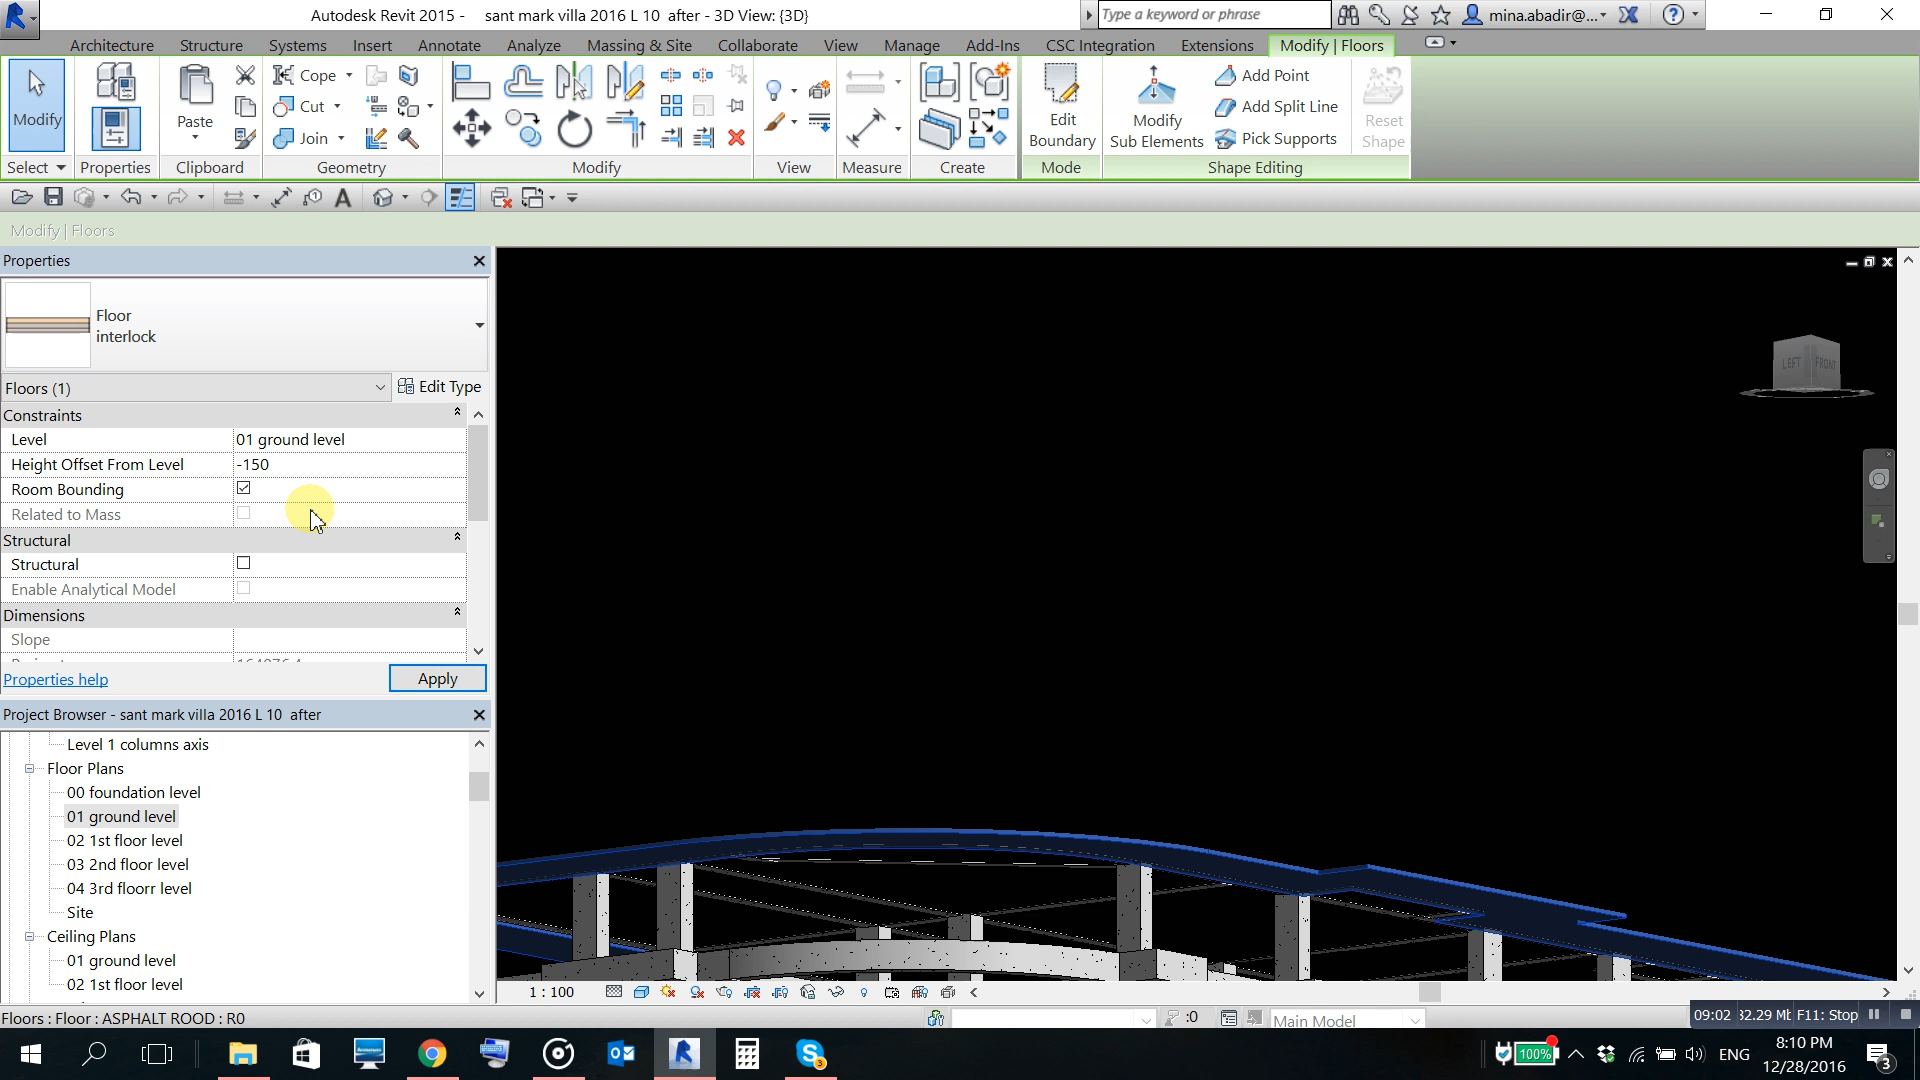 Autodesk Revit 2015 - sant mark villa 2016 L 10 after - 3D View: {3D}
Type a keyword or phrase
mina.abadir@...
Architecture Structure Systems Insert Annotate Analyze Massing & Site Collaborate View Manage Add-Ins CSC Integration Extensions Modify | Floors
Modify
Paste
Cope
Cut
Join
Edit
Boundary
Modify
Sub Elements
Add Point
Add Split Line
Pick Supports
Reset
Shape
Select Properties Clipboard Geometry Modify View Measure Create Mode Shape Editing
Modify | Floors
Properties
Floor
interlock
Floors (1)
Edit Type
Constraints
Level 01 ground level
Height Offset From Level -150
Room Bounding
Related to Mass
Structural
Structural
Enable Analytical Model
Dimensions
Slope
Properties help
Apply
Project Browser - sant mark villa 2016 L 10 after
Level 1 columns axis
Floor Plans
00 foundation level
01 ground level
02 1st floor level
03 2nd floor level
04 3rd floorr level
Site
Ceiling Plans
01 ground level
02 1st floor level
LEFT FRONT
1 : 100
Floors : Floor : ASPHALT ROOD : R0
:0
Main Model
09:02 32.29 MB F11: Stop
100%
ENG
8:10 PM
12/28/2016
3
3